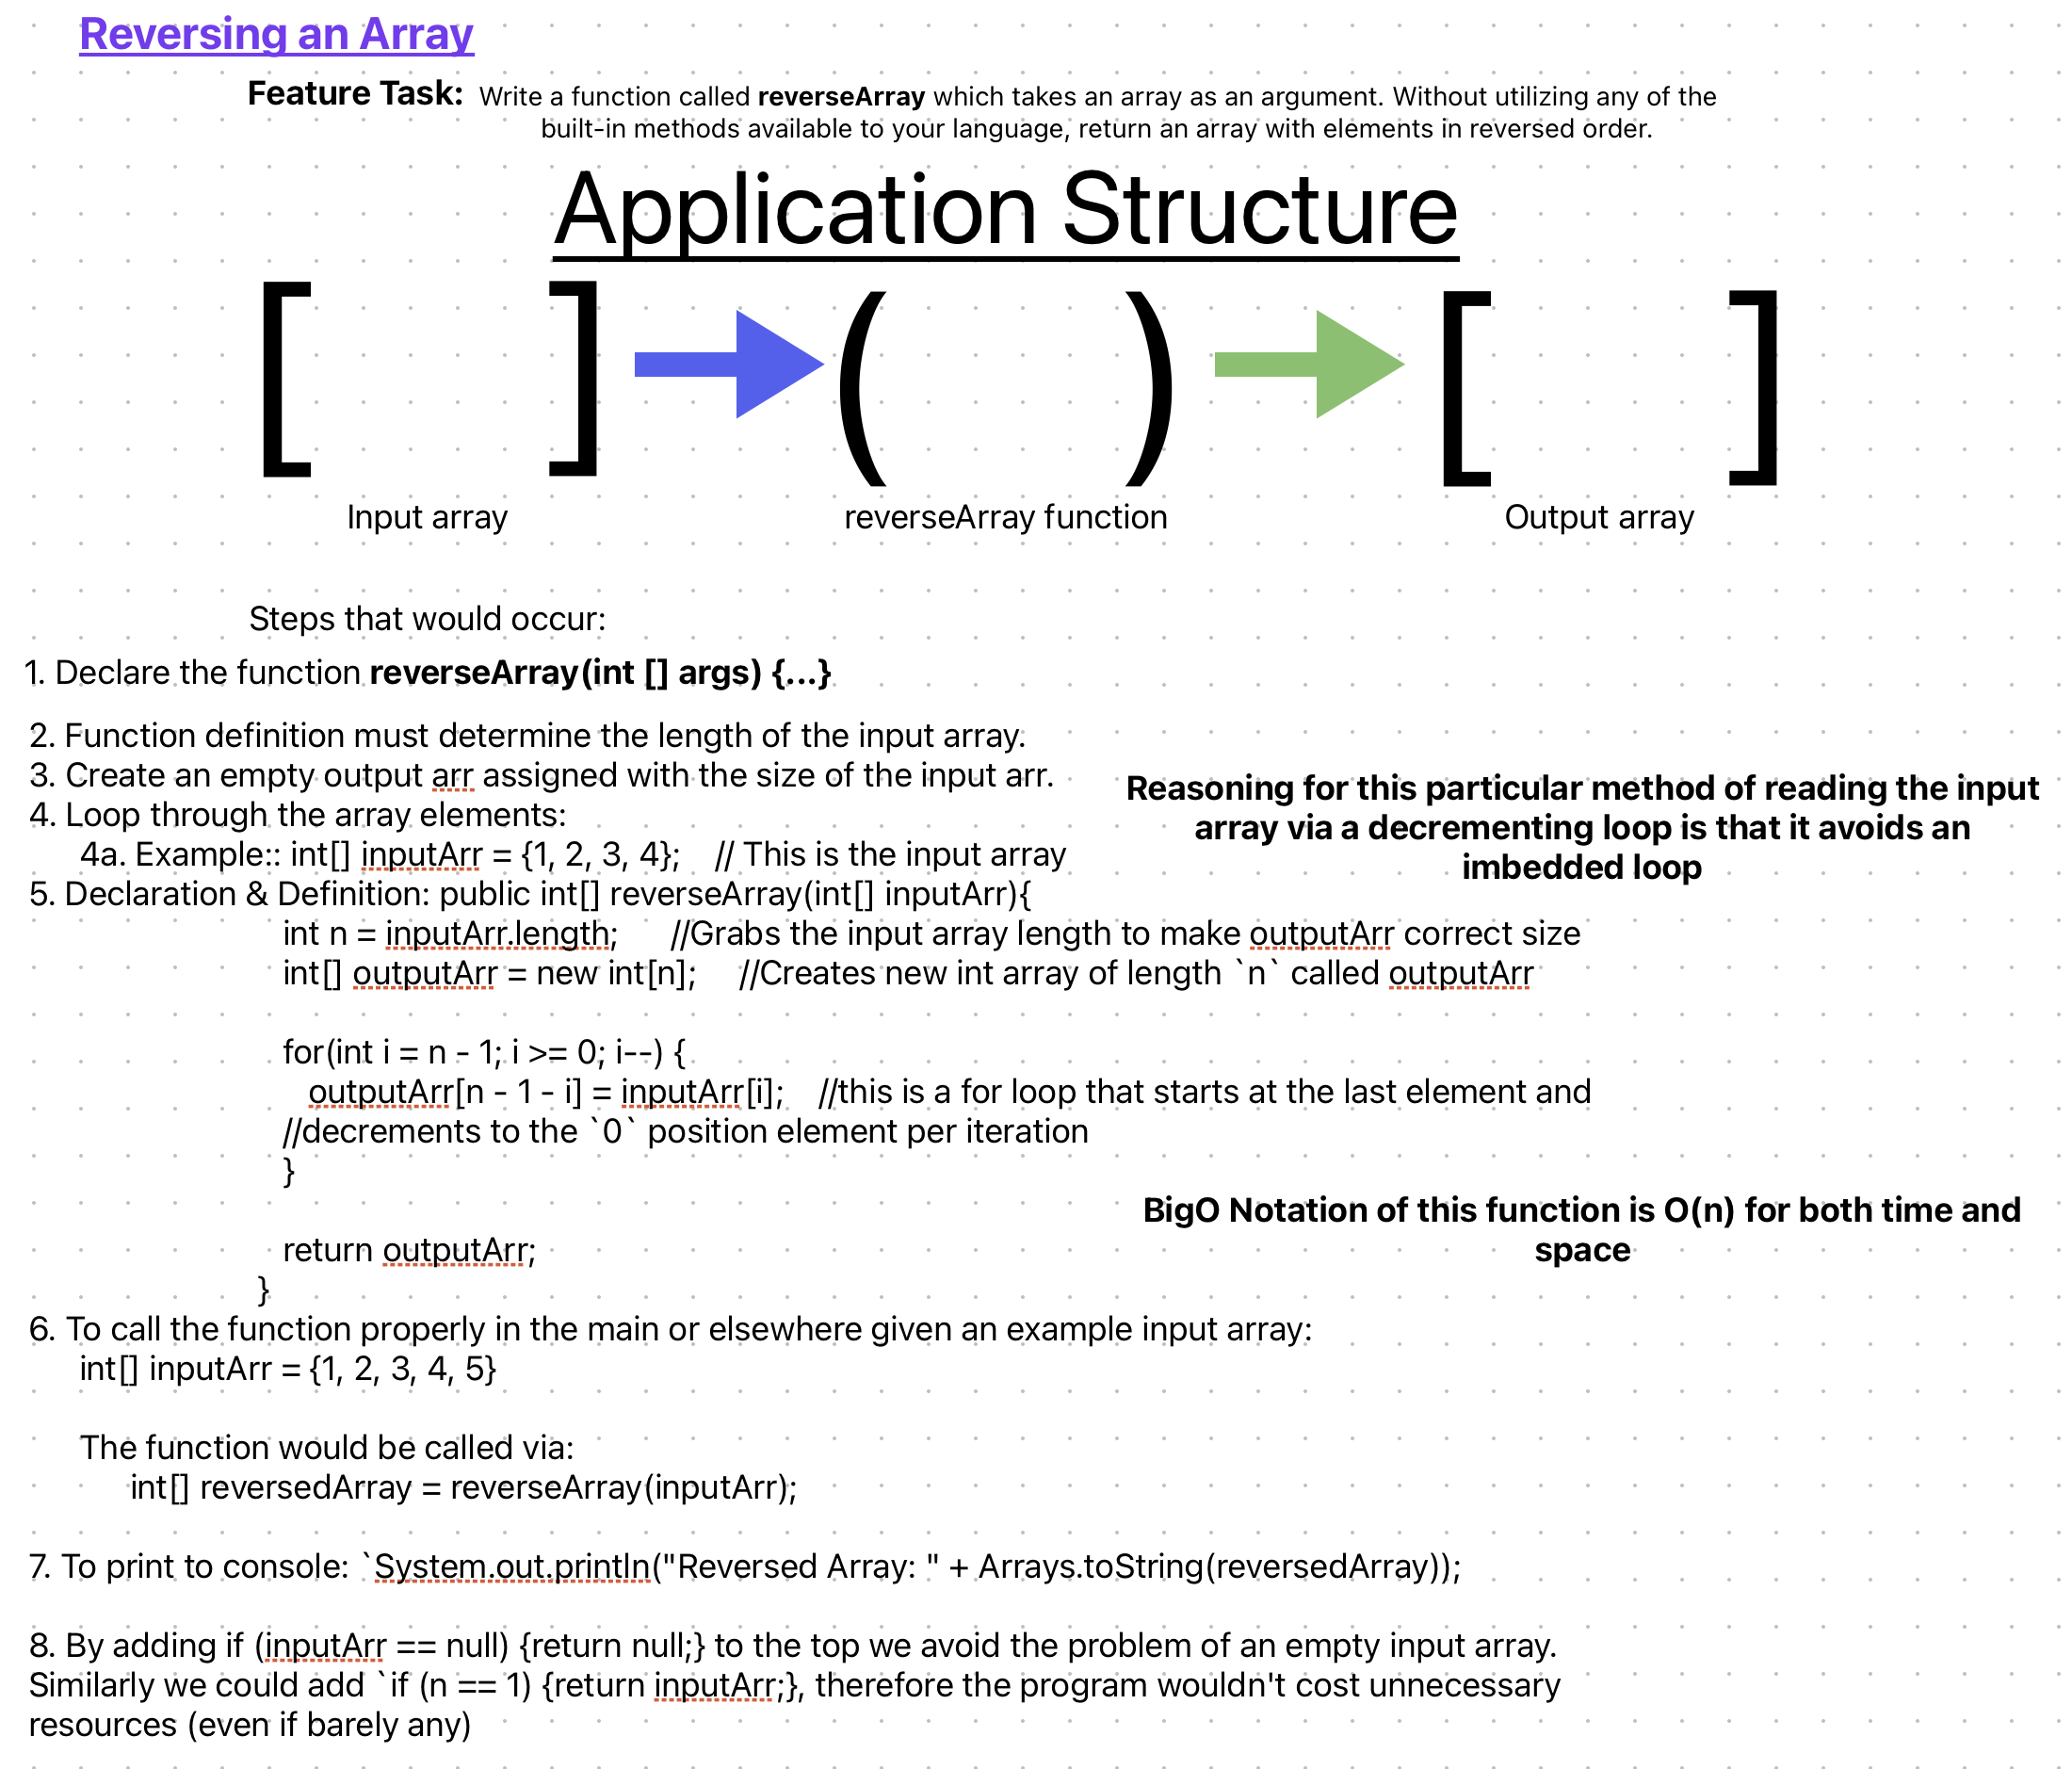 Reversing an Array
Feature Task: Write a function called reverseArray which takes an array as an argument. Without utilizing any of the
built-in methods available to your language, return an array with elements in reversed order.
Application Structure
[ ] ( ) [ ]
Input array reverseArray function Output array
Steps that would occur:
1. Declare the function reverseArray(int [] args) {...}
2. Function definition must determine the length of the input array.
3. Create an empty output arr assigned with the size of the input arr.
4. Loop through the array elements:
4a. Example:: int[] inputArr = {1, 2, 3, 4}; // This is the input array
5. Declaration & Definition: public int[] reverseArray(int[] inputArr){
int n = inputArr.length; //Grabs the input array length to make outputArr correct size
int[] outputArr = new int[n]; //Creates new int array of length `n` called outputArr
for(int i = n - 1; i >= 0; i--) {
outputArr[n - 1 - i] = inputArr[i]; //this is a for loop that starts at the last element and
//decrements to the `0` position element per iteration
}
return outputArr;
}
Reasoning for this particular method of reading the input
array via a decrementing loop is that it avoids an
imbedded loop
BigO Notation of this function is O(n) for both time and
space
6. To call the function properly in the main or elsewhere given an example input array:
int[] inputArr = {1, 2, 3, 4, 5}
The function would be called via:
int[] reversedArray = reverseArray(inputArr);
7. To print to console: `System.out.println("Reversed Array: " + Arrays.toString(reversedArray));
8. By adding if (inputArr == null) {return null;} to the top we avoid the problem of an empty input array.
Similarly we could add `if (n == 1) {return inputArr;}, therefore the program wouldn't cost unnecessary
resources (even if barely any)